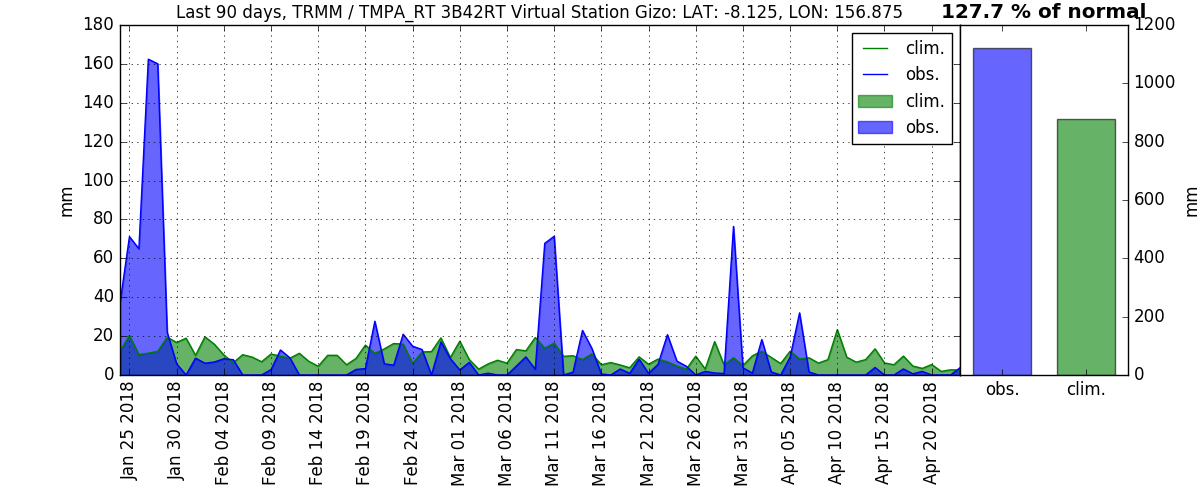 Last 90 days, TRMM / TMPA_RT 3B42RT Virtual Station Gizo: LAT: -8.125, LON: 156.875
127.7 % of normal
180
160
140
120
100
80
60
40
20
0
mm
clim.
obs.
clim.
obs.
1200
1000
800
600
400
200
0
mm
Jan 25 2018
Jan 30 2018
Feb 04 2018
Feb 09 2018
Feb 14 2018
Feb 19 2018
Feb 24 2018
Mar 01 2018
Mar 06 2018
Mar 11 2018
Mar 16 2018
Mar 21 2018
Mar 26 2018
Mar 31 2018
Apr 05 2018
Apr 10 2018
Apr 15 2018
Apr 20 2018
obs.
clim.